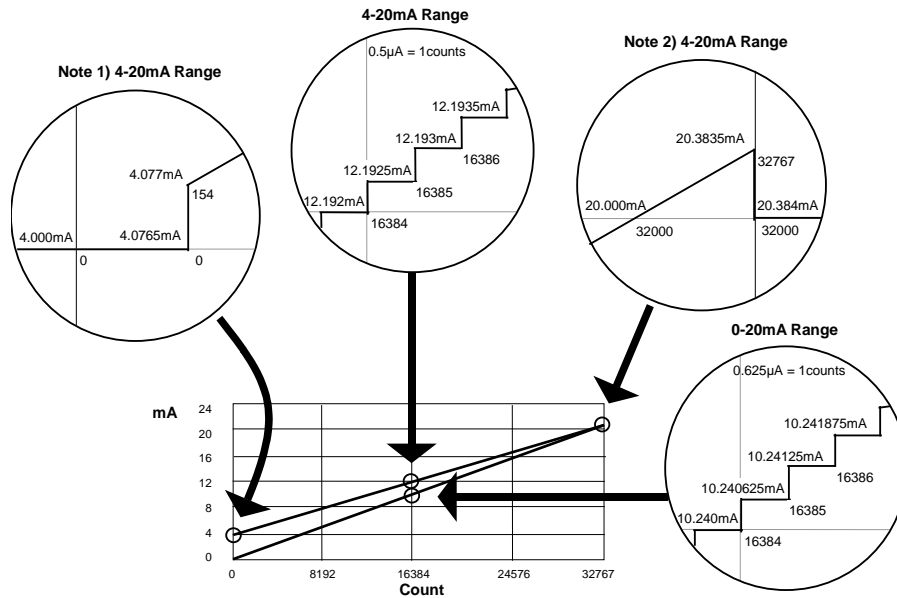 4-20mA Range
0.5µA = 1counts
12.1935mA
12.193mA
16386
12.1925mA
16385
12.192mA
16384
Note 1) 4-20mA Range
4.077mA
154
4.000mA
4.0765mA
0
0
Note 2) 4-20mA Range
20.3835mA
32767
20.000mA
20.384mA
32000
32000
0-20mA Range
0.625µA = 1counts
10.241875mA
10.24125mA
16386
10.240625mA
16385
10.240mA
16384
mA
24
20
16
12
8
4
0
0
8192
16384
24576
32767
Count